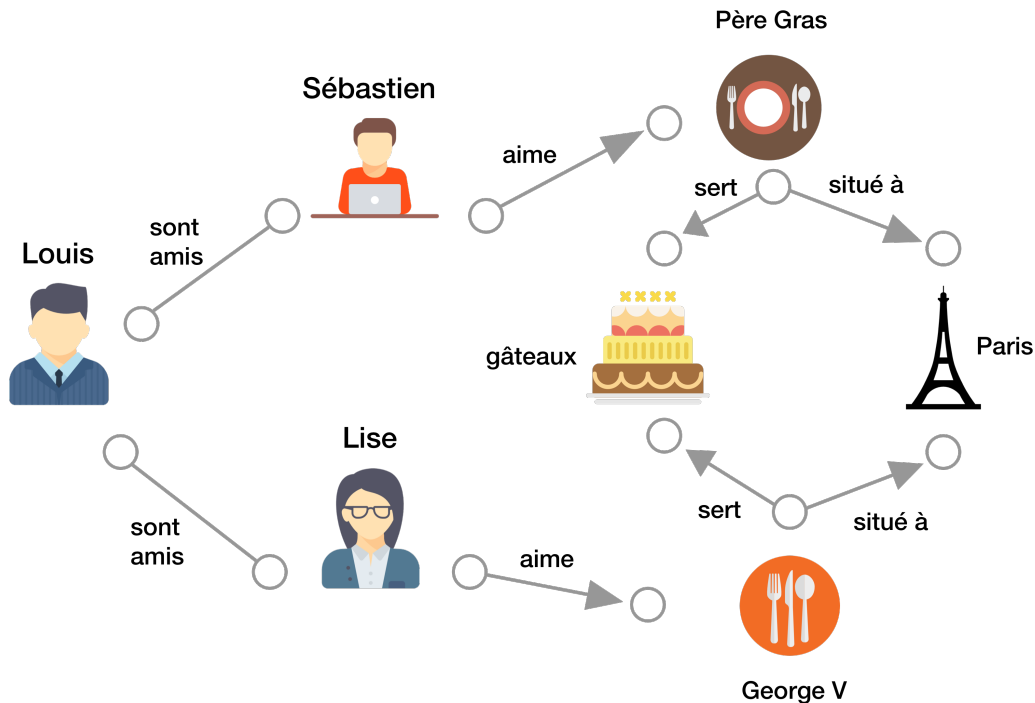 Père Gras
Sébastien
aime
sert
situé à
sont
amis
Louis
gâteaux
Paris
Lise
sert
situé à
sont
amis
aime
George V